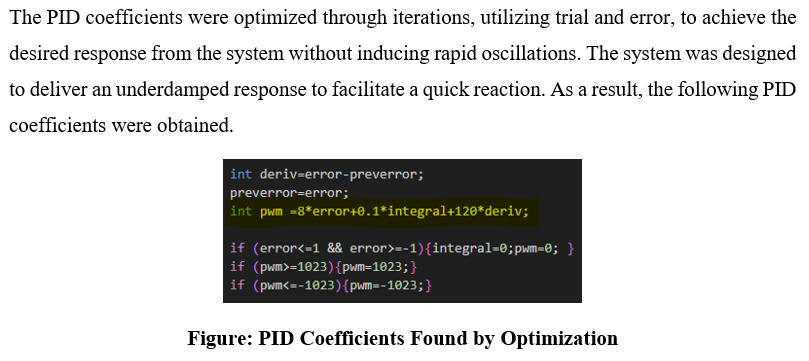 The PID coefficients were optimized through iterations, utilizing trial and error, to achieve the
desired response from the system without inducing rapid oscillations. The system was designed
to deliver an underdamped response to facilitate a quick reaction. As a result, the following PID
coefficients were obtained.
int deriv=error-preverror;
preverror=error;
int pwm =8*error+0.1*integral+120*deriv;
if (error<=1 && error>=-1){integral=0;pwm=0; }
if (pwm>=1023){pwm=1023;}
if (pwm<=-1023){pwm=-1023;}
Figure: PID Coefficients Found by Optimization